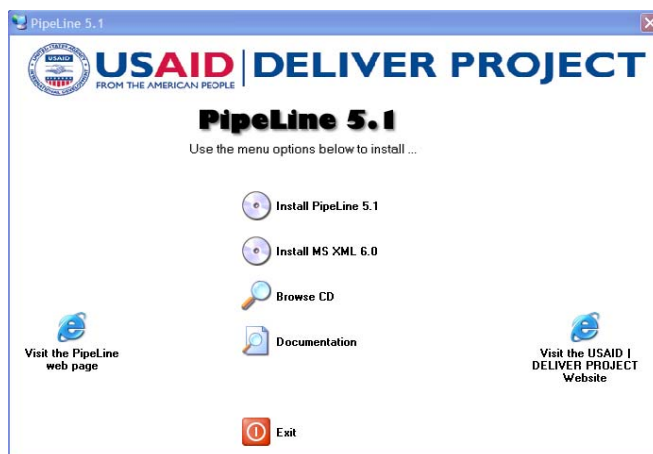 PipeLine 5.1
USAID
USAID | DELIVER PROJECT
FROM THE AMERICAN PEOPLE
PipeLine 5.1
Use the menu options below to install ...
Install PipeLine 5.1
Install MS XML 6.0
Browse CD
Documentation
Visit the PipeLine
web page
Visit the USAID |
DELIVER PROJECT
Website
Exit